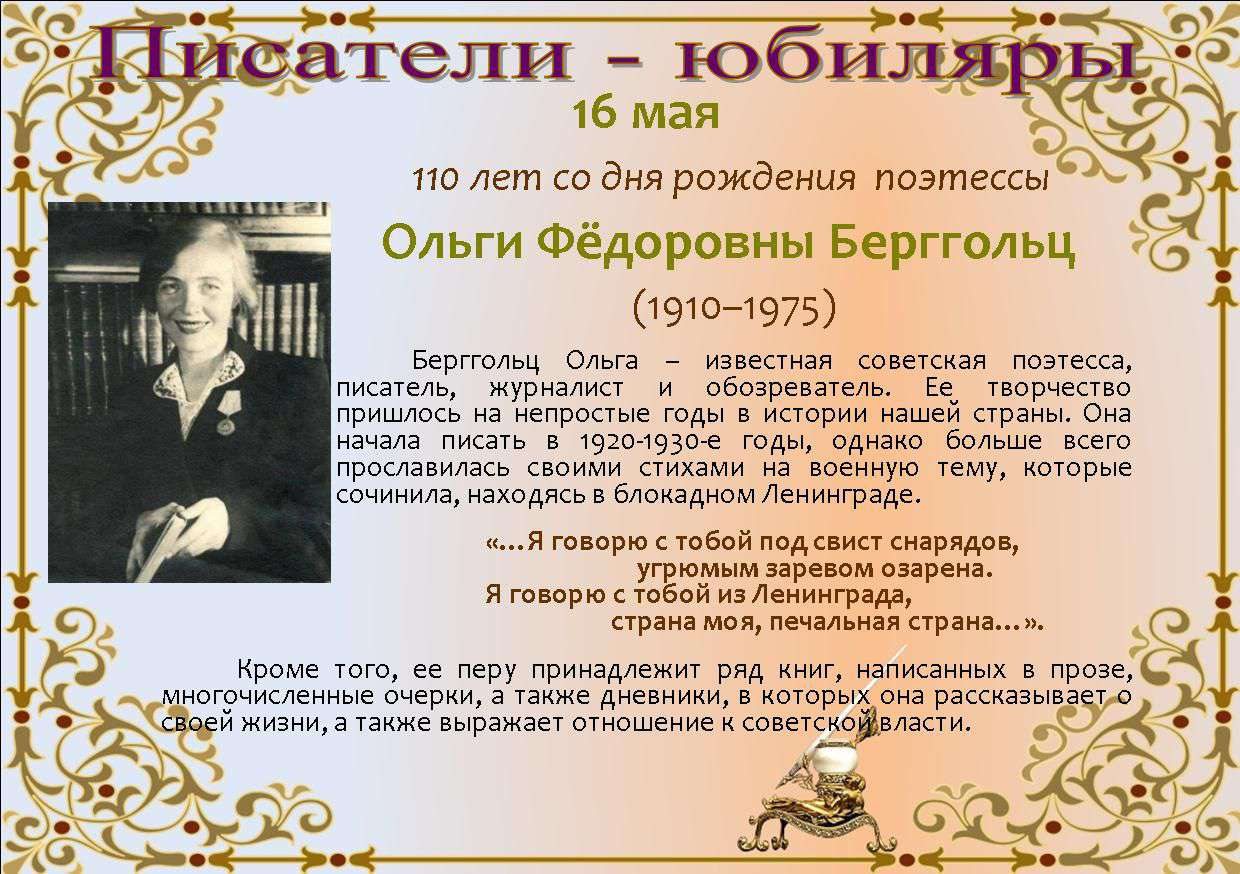 Писатели - юбиляры
16 мая
110 лет со дня рождения поэтессы
Ольги Фёдоровны Берггольц
(1910–1975)
Берггольц Ольга – известная советская поэтесса,
писатель, журналист и обозреватель. Ее творчество
пришлось на непростые годы в истории нашей страны. Она
начала писать в 1920-1930-е годы, однако больше всего
прославилась своими стихами на военную тему, которые
сочинила, находясь в блокадном Ленинграде.
«…Я говорю с тобой под свист снарядов,
угрюмым заревом озарена.
Я говорю с тобой из Ленинграда,
страна моя, печальная страна…».
Кроме того, ее перу принадлежит ряд книг, написанных в прозе,
многочисленные очерки, а также дневники, в которых она рассказывает о
своей жизни, а также выражает отношение к советской власти.